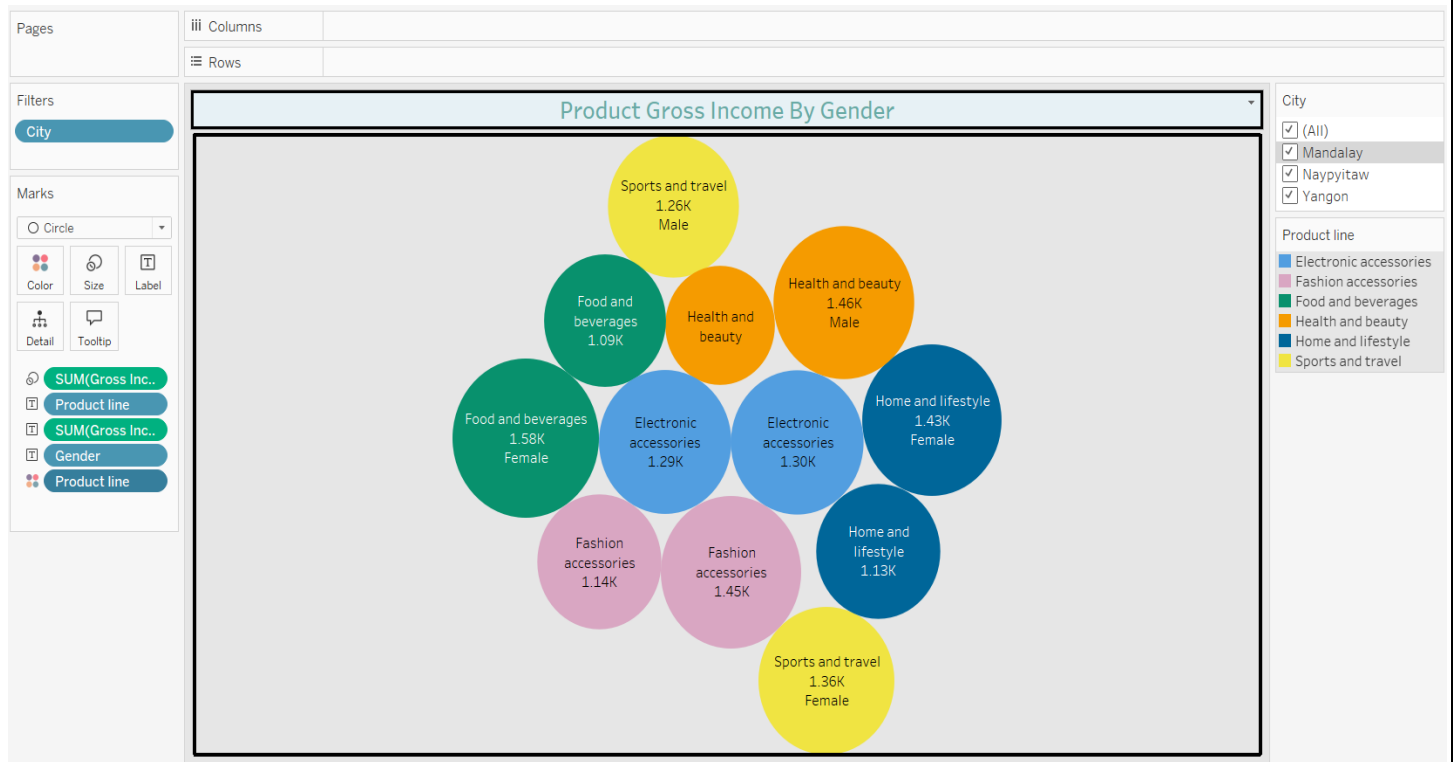 Pages
Columns
Rows
Filters
City
Marks
Circle
Color
Size
Label
Detail
Tooltip
SUM(Gross Inc..
Product line
SUM(Gross Inc..
Gender
Product line
Product Gross Income By Gender
Sports and travel
1.26K
Male
Health and beauty
1.46K
Male
Food and
beverages
1.09K
Health and
beauty
Home and lifestyle
1.43K
Female
Food and beverages
1.58K
Female
Electronic
accessories
1.29K
Electronic
accessories
1.30K
Home and
lifestyle
1.13K
Fashion
accessories
1.14K
Fashion
accessories
1.45K
Sports and travel
1.36K
Female
City
(All)
Mandalay
Naypyitaw
Yangon
Product line
Electronic accessories
Fashion accessories
Food and beverages
Health and beauty
Home and lifestyle
Sports and travel